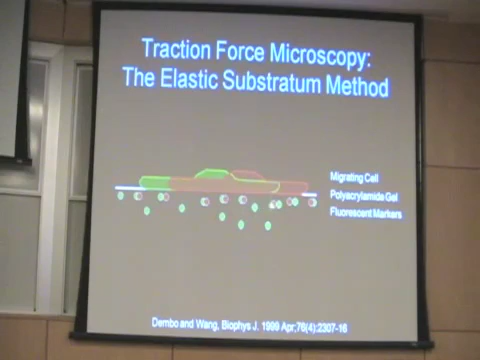 Traction Force Microscopy:
The Elastic Substratum Method
Migrating Cell
Polyacrylamide Gel
Fluorescent Markers
Dembo and Wang, Biophys J. 1999 Apr;76(4):2307-16